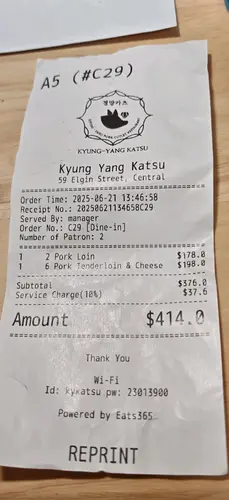 A5 (#C29)
경양카츠
KYUNG-YANG KATSU
Kyung Yang Katsu
59 Elgin Street, Central
Order Time: 2025-06-21 13:46:58
Receipt No.: 20250621134658C29
Served By: manager
Order No.: C29 [Dine-in]
Number of Patron: 2
1 2 Pork Loin $178.0
1 6 Pork Tenderloin & Cheese $198.0
Subtotal $376.0
Service Charge(10%) $37.6
Amount $414.0
Thank You
Wi-Fi
Id: kykatsu pw: 23013900
Powered by Eats365
REPRINT